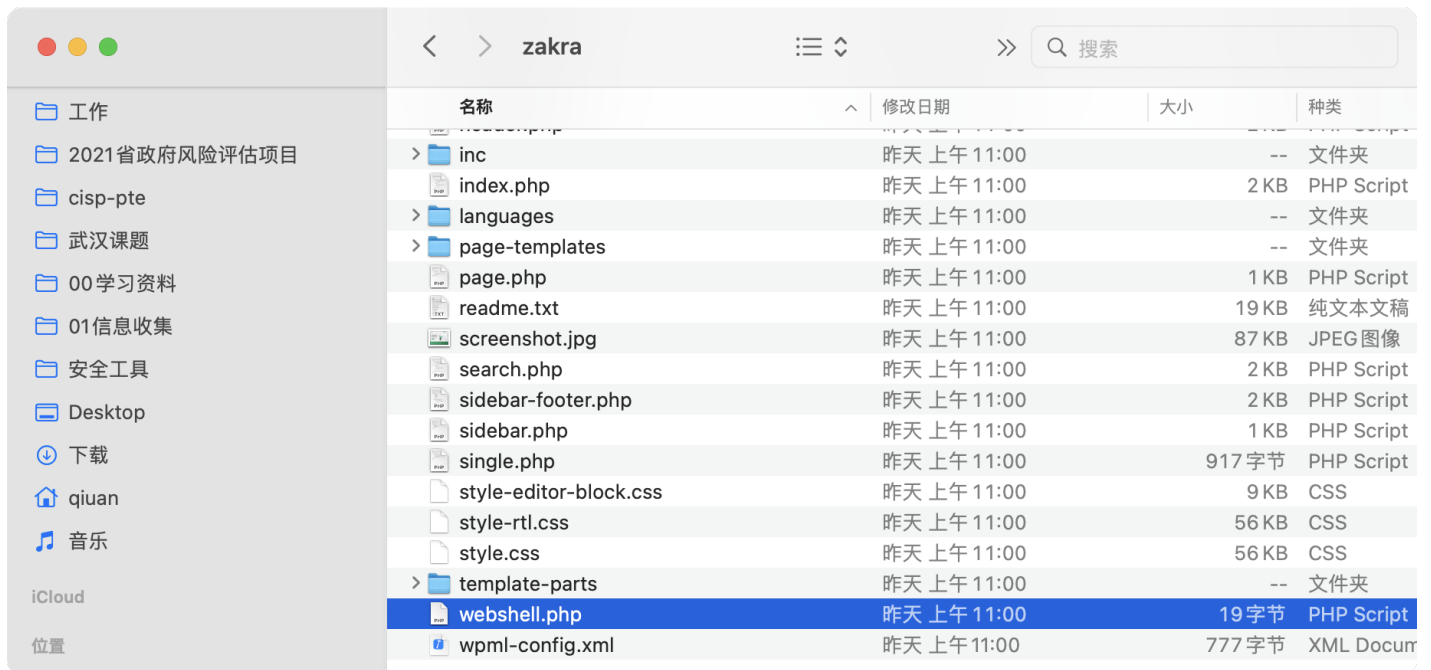 zakra
搜索
工作
2021省政府风险评估项目
cisp-pte
武汉课题
00学习资料
01信息收集
安全工具
Desktop
下载
qiuan
音乐
iCloud
位置
名称 修改日期 大小 种类
inc 昨天 上午11:00 -- 文件夹
index.php 昨天 上午11:00 2 KB PHP Script
languages 昨天 上午11:00 -- 文件夹
page-templates 昨天 上午11:00 -- 文件夹
page.php 昨天 上午11:00 1 KB PHP Script
readme.txt 昨天 上午11:00 19 KB 纯文本文稿
screenshot.jpg 昨天 上午11:00 87 KB JPEG图像
search.php 昨天 上午11:00 2 KB PHP Script
sidebar-footer.php 昨天 上午11:00 2 KB PHP Script
sidebar.php 昨天 上午11:00 1 KB PHP Script
single.php 昨天 上午11:00 917字节 PHP Script
style-editor-block.css 昨天 上午11:00 9 KB CSS
style-rtl.css 昨天 上午11:00 56 KB CSS
style.css 昨天 上午11:00 56 KB CSS
template-parts 昨天 上午11:00 -- 文件夹
webshell.php 昨天 上午11:00 19字节 PHP Script
wpml-config.xml 昨天 上午11:00 777字节 XML Docum